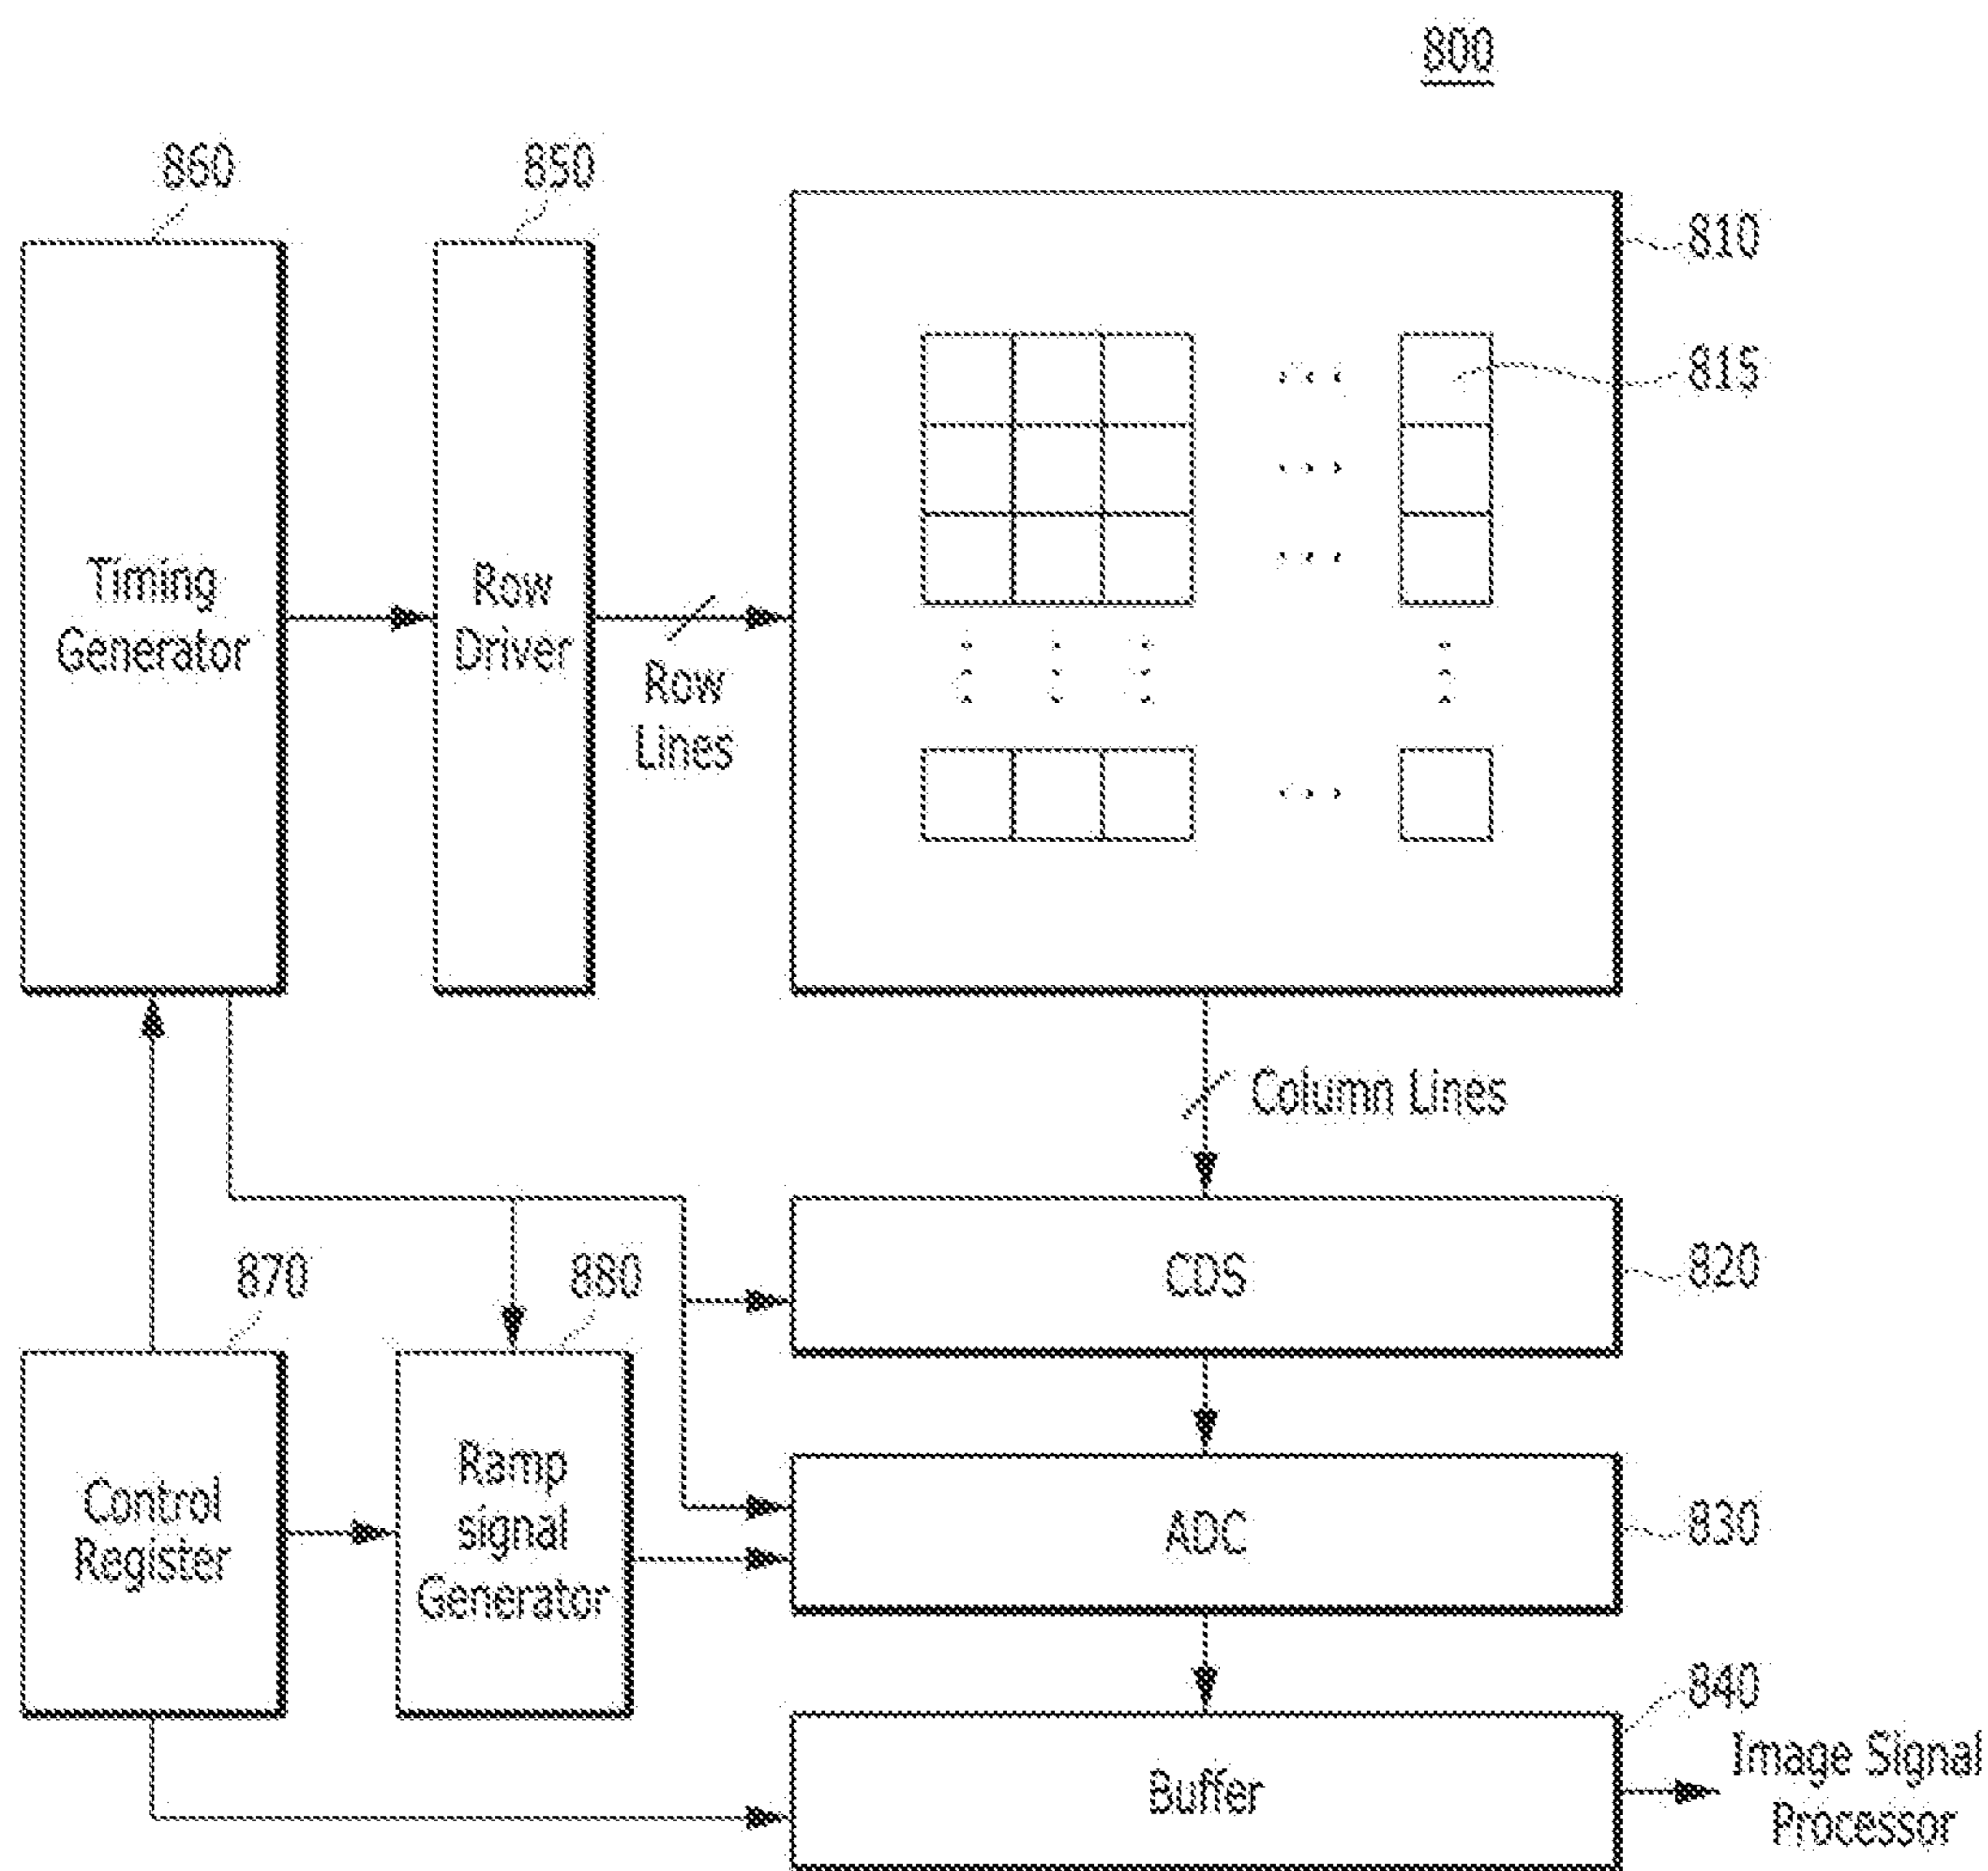 800
860
850
810
815
Timing
Generator
Row
Driver
Row
Lines
Column Lines
CDS
820
870
880
Control
Register
Ramp
signal
Generator
ADC
830
840
Buffer
Image Signal
Processor